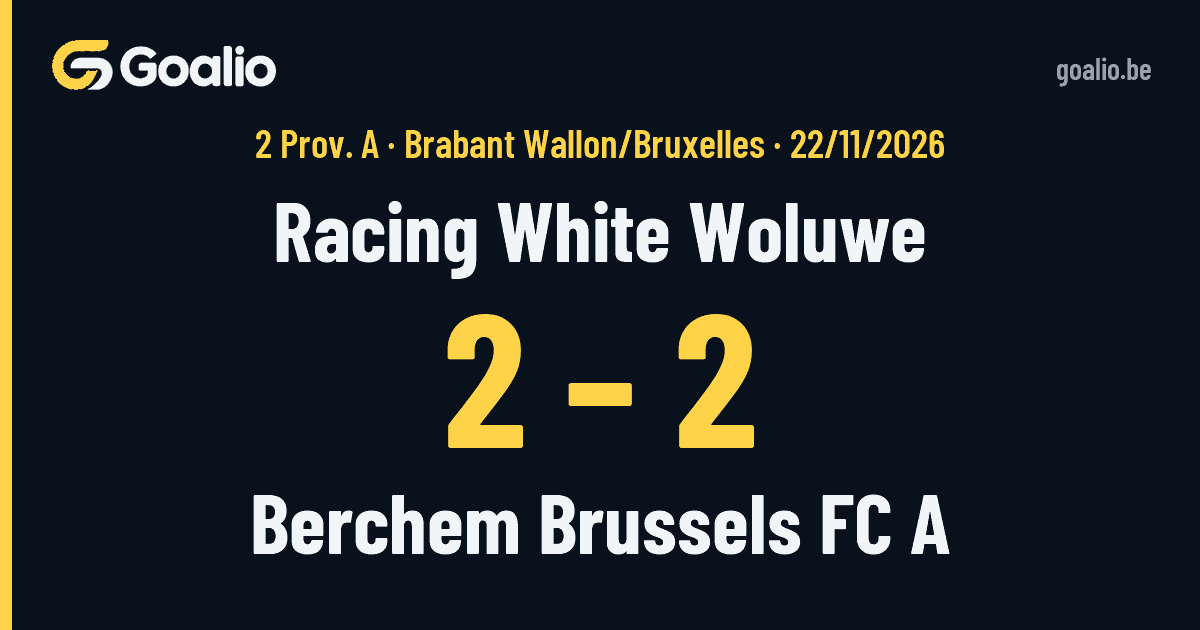 Goalio
goalio.be
2 Prov. A · Brabant Wallon/Bruxelles · 22/11/2026
Racing White Woluwe
2 – 2
Berchem Brussels FC A